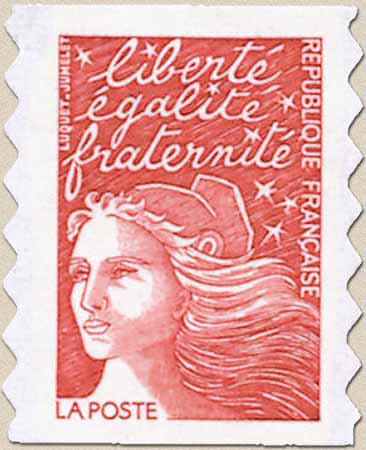 liberté
égalité
fraternité
RÉPUBLIQUE FRANÇAISE
LUQUET. JUMELET
LA POSTE